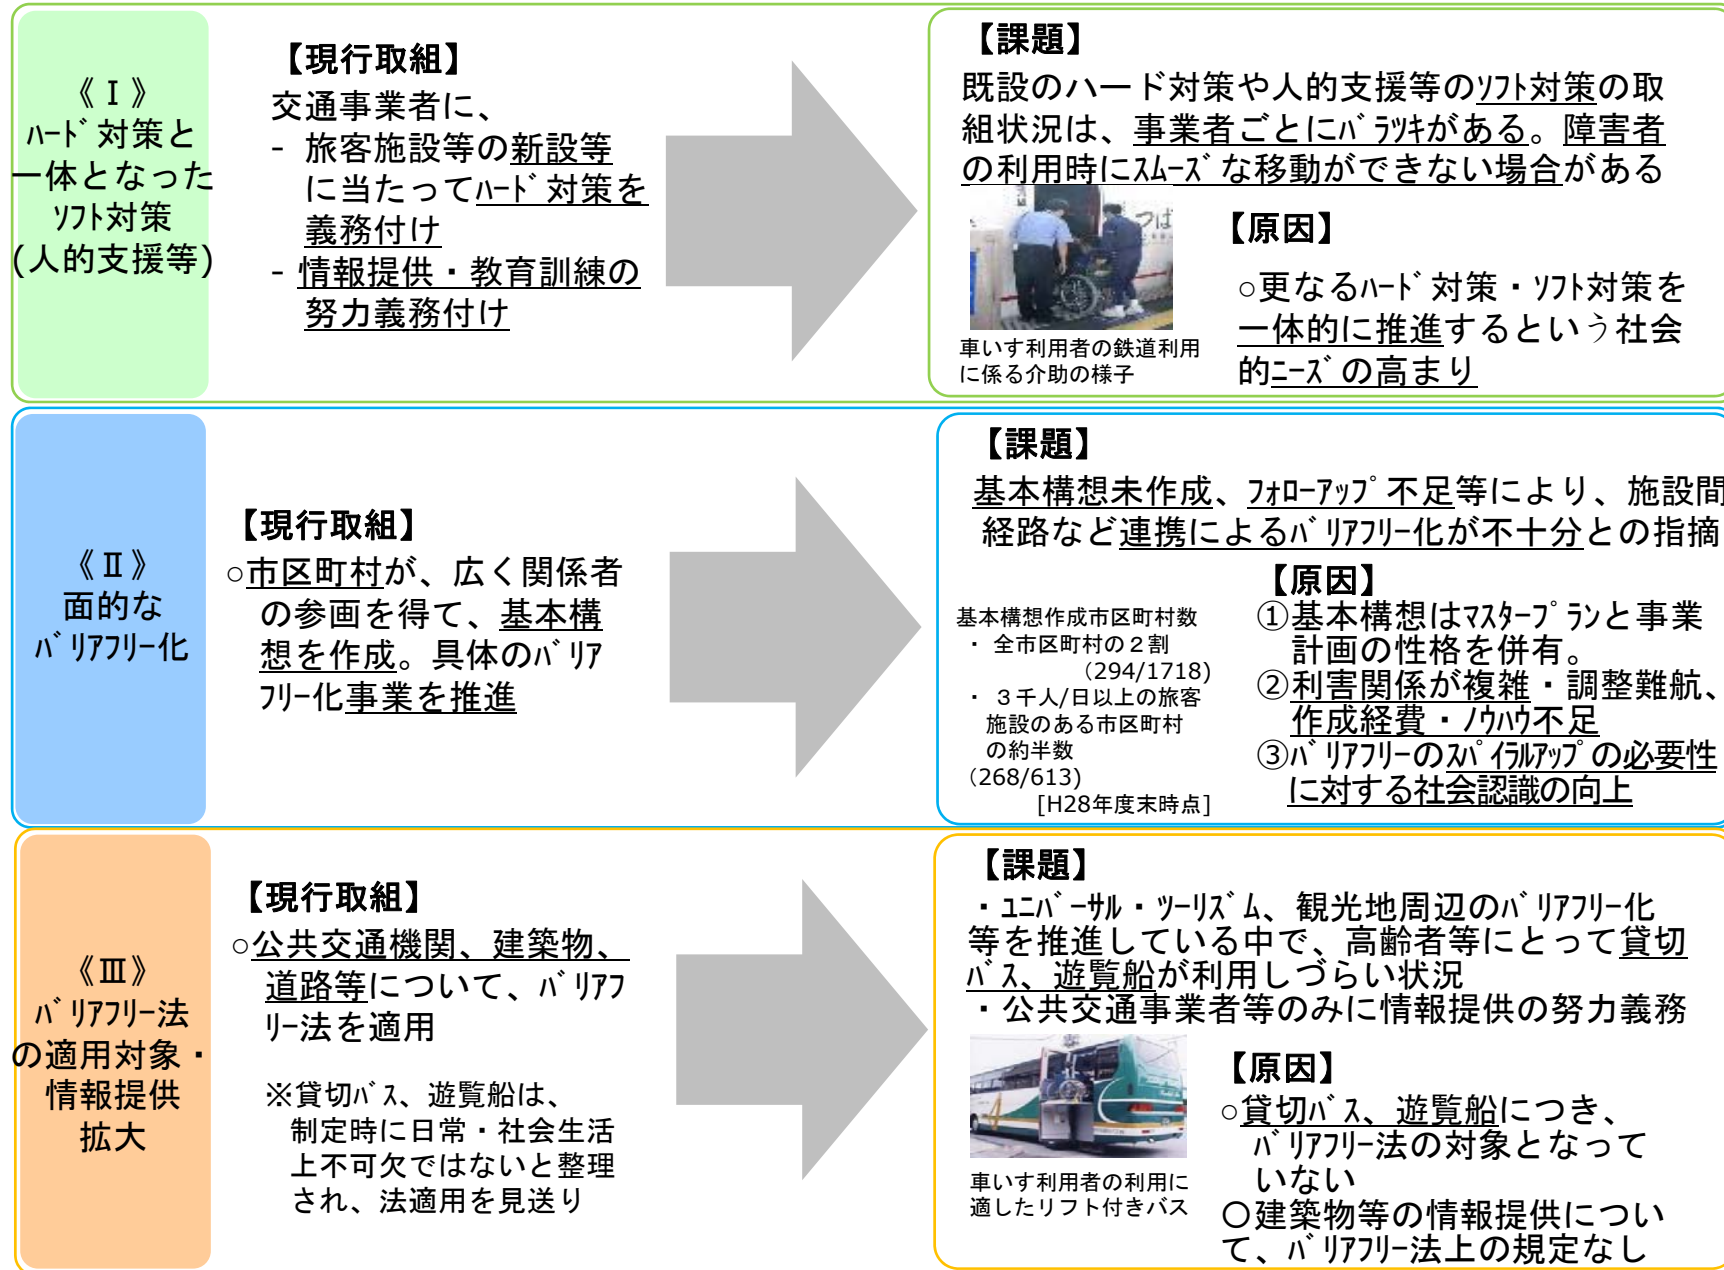 《Ⅰ》
ﾊｰﾄﾞ対策と
一体となった
ｿﾌﾄ対策
(人的支援等)
【現行取組】
交通事業者に、
- 旅客施設等の新設等
に当たってﾊｰﾄﾞ対策を
義務付け
- 情報提供・教育訓練の
努力義務付け
【課題】
既設のハード対策や人的支援等のｿﾌﾄ対策の取
組状況は、事業者ごとにﾊﾞﾗﾂｷがある。障害者
の利用時にｽﾑｰｽﾞな移動ができない場合がある
つば
車いす利用者の鉄道利用
に係る介助の様子
【原因】
○更なるﾊｰﾄﾞ対策・ｿﾌﾄ対策を
一体的に推進するという社会
的ﾆｰｽﾞの高まり
《Ⅱ》
面的な
ﾊﾞﾘｱﾌﾘｰ化
【現行取組】
○市区町村が、広く関係者
の参画を得て、基本構
想を作成。具体のﾊﾞﾘｱ
ﾌﾘｰ化事業を推進
【課題】
基本構想未作成、ﾌｫﾛｰｱｯﾌﾟ不足等により、施設間
経路など連携によるﾊﾞﾘｱﾌﾘｰ化が不十分との指摘
基本構想作成市区町村数
・ 全市区町村の２割
（294/1718)
・ ３千人/日以上の旅客
施設のある市区町村
の約半数
（268/613)
[H28年度末時点]
【原因】
①基本構想はﾏｽﾀｰﾌﾟﾗﾝと事業
計画の性格を併有。
②利害関係が複雑・調整難航、
作成経費・ﾉｳﾊｳ不足
③ﾊﾞﾘｱﾌﾘｰのｽﾊﾟｲﾗﾙｱｯﾌﾟの必要性
に対する社会認識の向上
《Ⅲ》
ﾊﾞﾘｱﾌﾘｰ法
の適用対象・
情報提供
拡大
【現行取組】
○公共交通機関、建築物、
道路等について、ﾊﾞﾘｱﾌ
ﾘｰ法を適用
※貸切ﾊﾞｽ、遊覧船は、
制定時に日常・社会生活
上不可欠ではないと整理
され、法適用を見送り
【課題】
・ﾕﾆﾊﾞｰｻﾙ・ﾂｰﾘｽﾞﾑ、観光地周辺のﾊﾞﾘｱﾌﾘｰ化
等を推進している中で、高齢者等にとって貸切
ﾊﾞｽ、遊覧船が利用しづらい状況
・公共交通事業者等のみに情報提供の努力義務
車いす利用者の利用に
適したリフト付きバス
【原因】
○貸切ﾊﾞｽ、遊覧船につき、
ﾊﾞﾘｱﾌﾘｰ法の対象となって
いない
〇建築物等の情報提供につい
て、ﾊﾞﾘｱﾌﾘｰ法上の規定なし